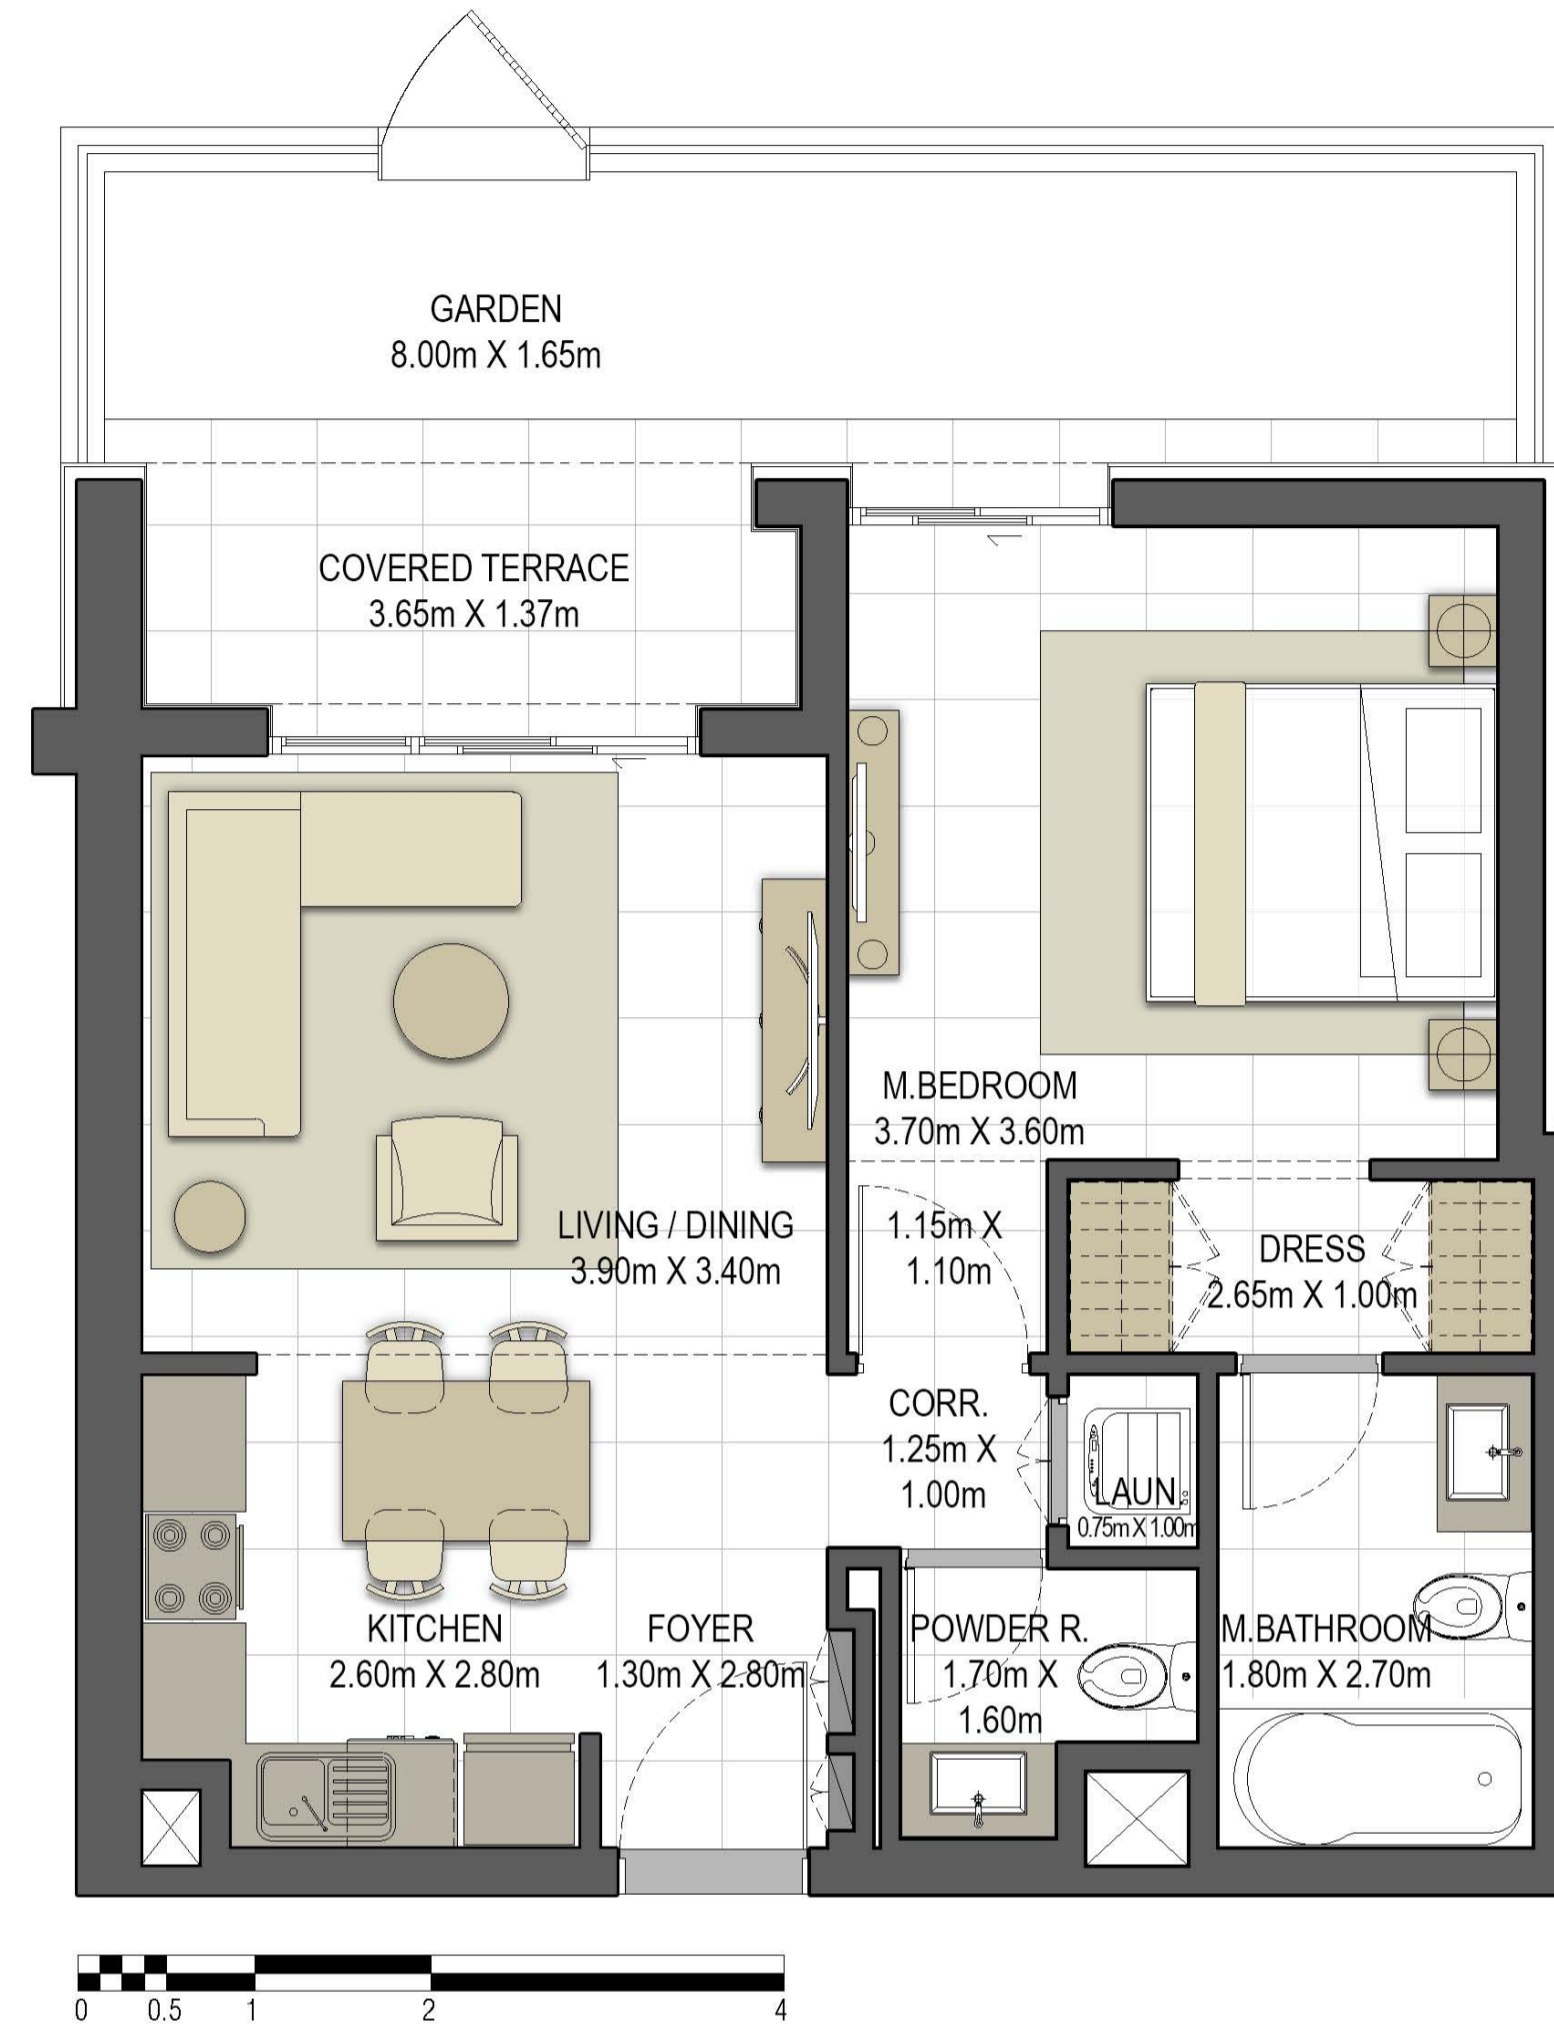 GARDEN
8.00m X 1.65m
COVERED TERRACE
3.65m X 1.37m
M.BEDROOM
3.70m X 3.60m
LIVING / DINING
3.90m X 3.40m
1.15m X
1.10m
DRESS
2.65m X 1.00m
CORR.
1.25m X
1.00m
LAUN.
0.75m X 1.00m
KITCHEN
2.60m X 2.80m
FOYER
1.30m X 2.80m
POWDER R.
1.70m X
1.60m
M.BATHROOM
1.80m X 2.70m
0 0.5 1 2 4